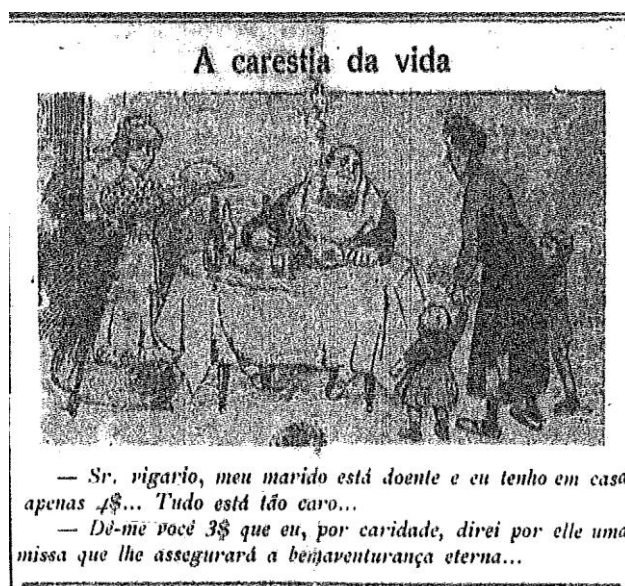 A carestia da vida
— Sr. vigario, meu marido está doente e eu tenho em casa
apenas 4$... Tudo está tão caro...
— Dê-me você 3$ que eu, por caridade, direi por elle uma
missa que lhe assegurará a bemaventurança eterna...